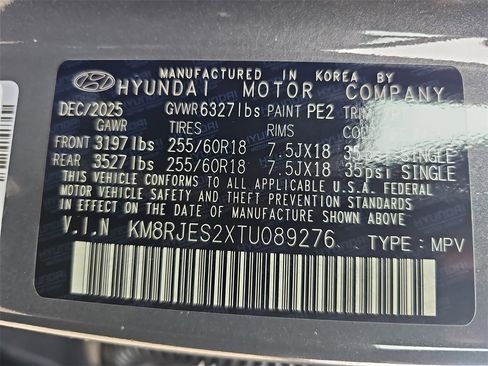 MANUFACTURED IN KOREA BY
HYUNDAI MOTOR COMPANY
DEC/2025 GVWR 6327lbs PAINT PE2 TRIM
GAWR TIRES RIMS
FRONT 3197lbs 255/60R18 7.5JX18 35psi SINGLE
REAR 3527lbs 255/60R18 7.5JX18 35psi SINGLE
THIS VEHICLE CONFORMS TO ALL APPLICABLE U.S.A. FEDERAL
MOTOR VEHICLE SAFETY, BUMPER, AND THEFT PREVENTION
STANDARDS IN EFFECT ON THE DATE OF MANUFACTURE SHOWN ABOVE.
V.I.N KM8RJES2XTU089276 TYPE : MPV